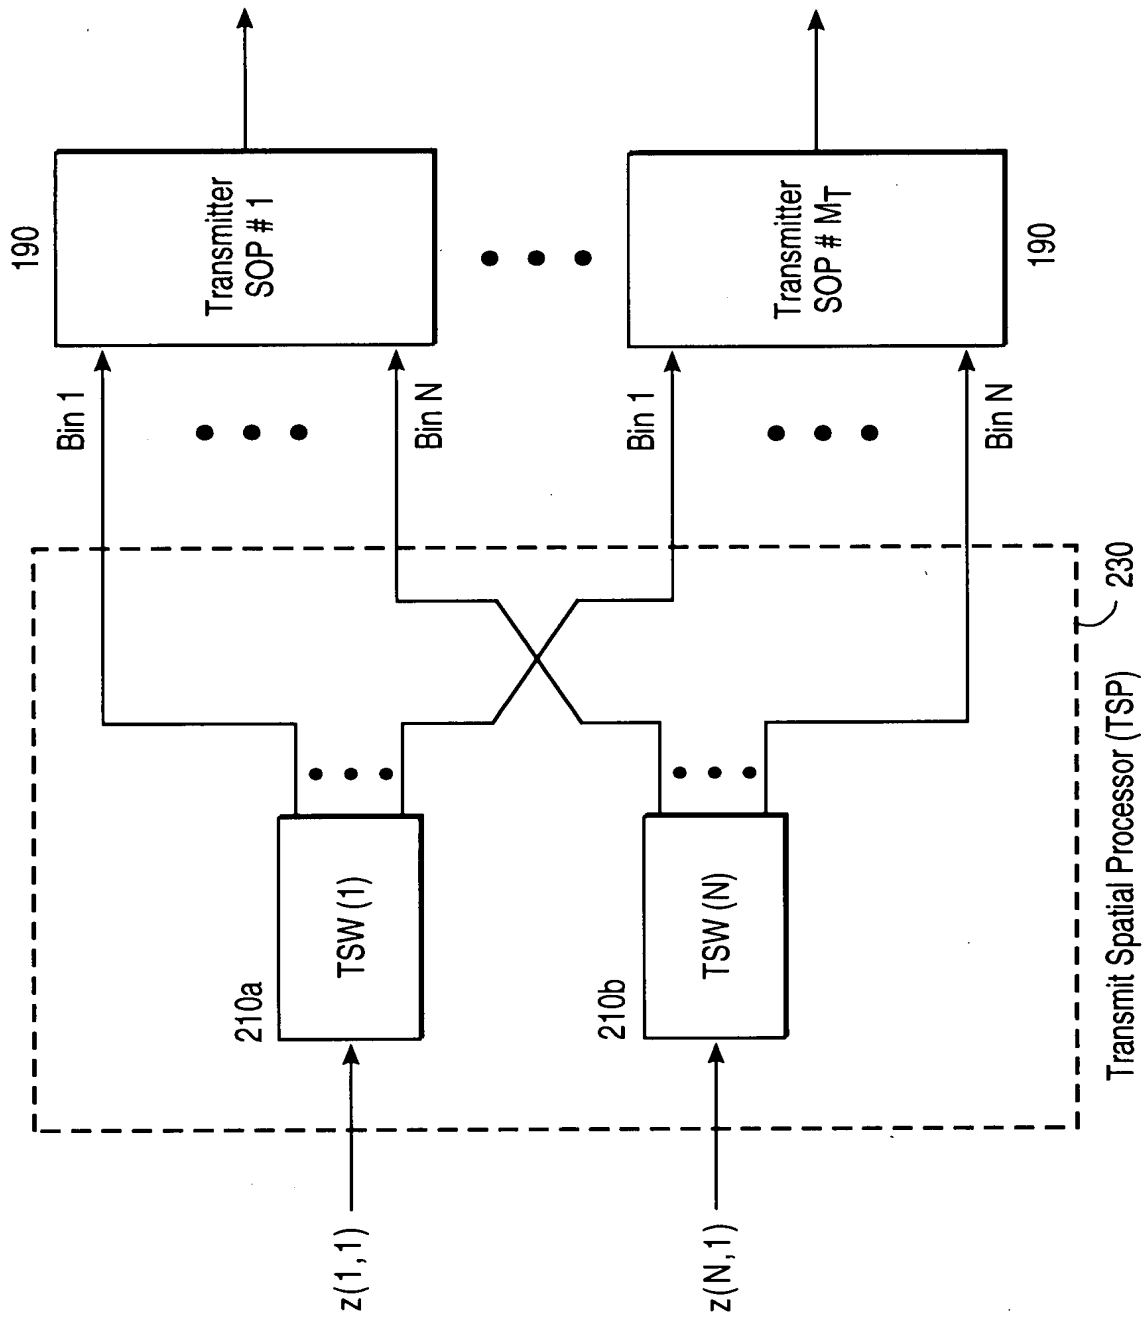 z(1,1)
z(N,1)
210a
TSW (1)
210b
TSW (N)
Bin 1
Bin N
Bin 1
Bin N
190
Transmitter
SOP # 1
Transmitter
SOP # MT
190
230
Transmit Spatial Processor (TSP)